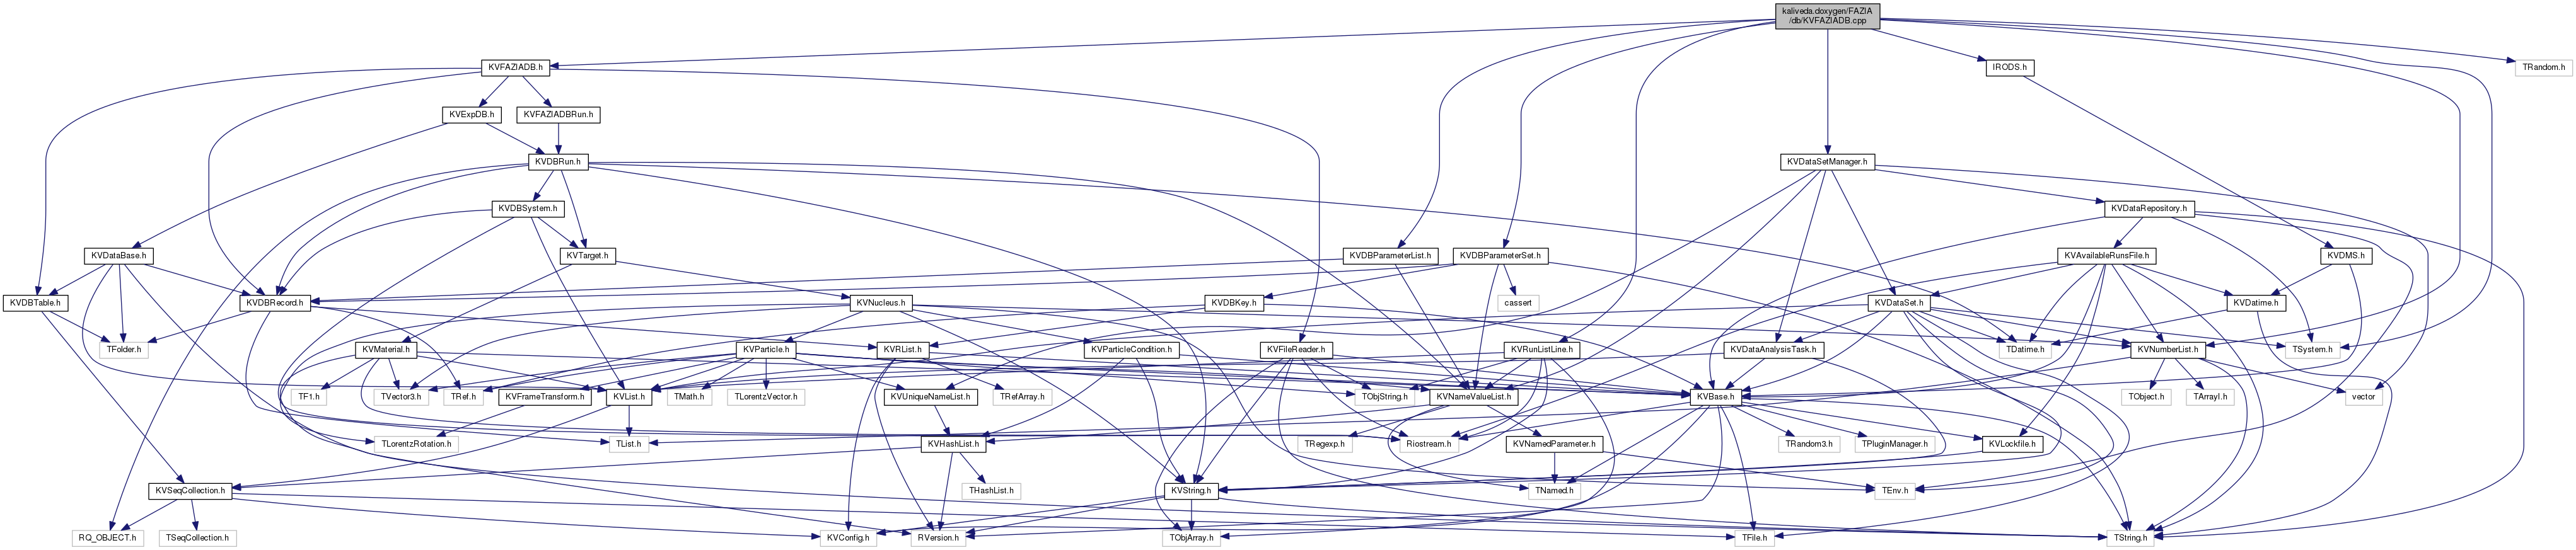 kaliveda.doxygen/FAZIA
/db/KVFAZIADB.cpp
KVFAZIADB.h
IRODS.h
TRandom.h
KVExpDB.h
KVFAZIADBRun.h
KVDBRun.h
KVDataSetManager.h
KVDBSystem.h
KVDataRepository.h
KVDataBase.h
KVTarget.h
KVDBParameterList.h
KVDBParameterSet.h
KVAvailableRunsFile.h
KVDMS.h
KVDBTable.h
KVDBRecord.h
KVNucleus.h
KVDBKey.h
cassert
KVDataSet.h
KVDatime.h
TFolder.h
KVMaterial.h
KVParticle.h
KVRList.h
KVParticleCondition.h
KVFileReader.h
KVRunListLine.h
KVDataAnalysisTask.h
TDatime.h
KVNumberList.h
TSystem.h
TF1.h
TVector3.h
TRef.h
KVFrameTransform.h
KVList.h
TMath.h
TLorentzVector.h
KVUniqueNameList.h
TRefArray.h
TObjString.h
KVNameValueList.h
KVBase.h
TObject.h
TArrayI.h
vector
TLorentzRotation.h
TList.h
KVHashList.h
TRegexp.h
Riostream.h
KVNamedParameter.h
TRandom3.h
TPluginManager.h
KVLockfile.h
KVSeqCollection.h
THashList.h
KVString.h
TNamed.h
TEnv.h
RQ_OBJECT.h
TSeqCollection.h
KVConfig.h
RVersion.h
TObjArray.h
TFile.h
TString.h